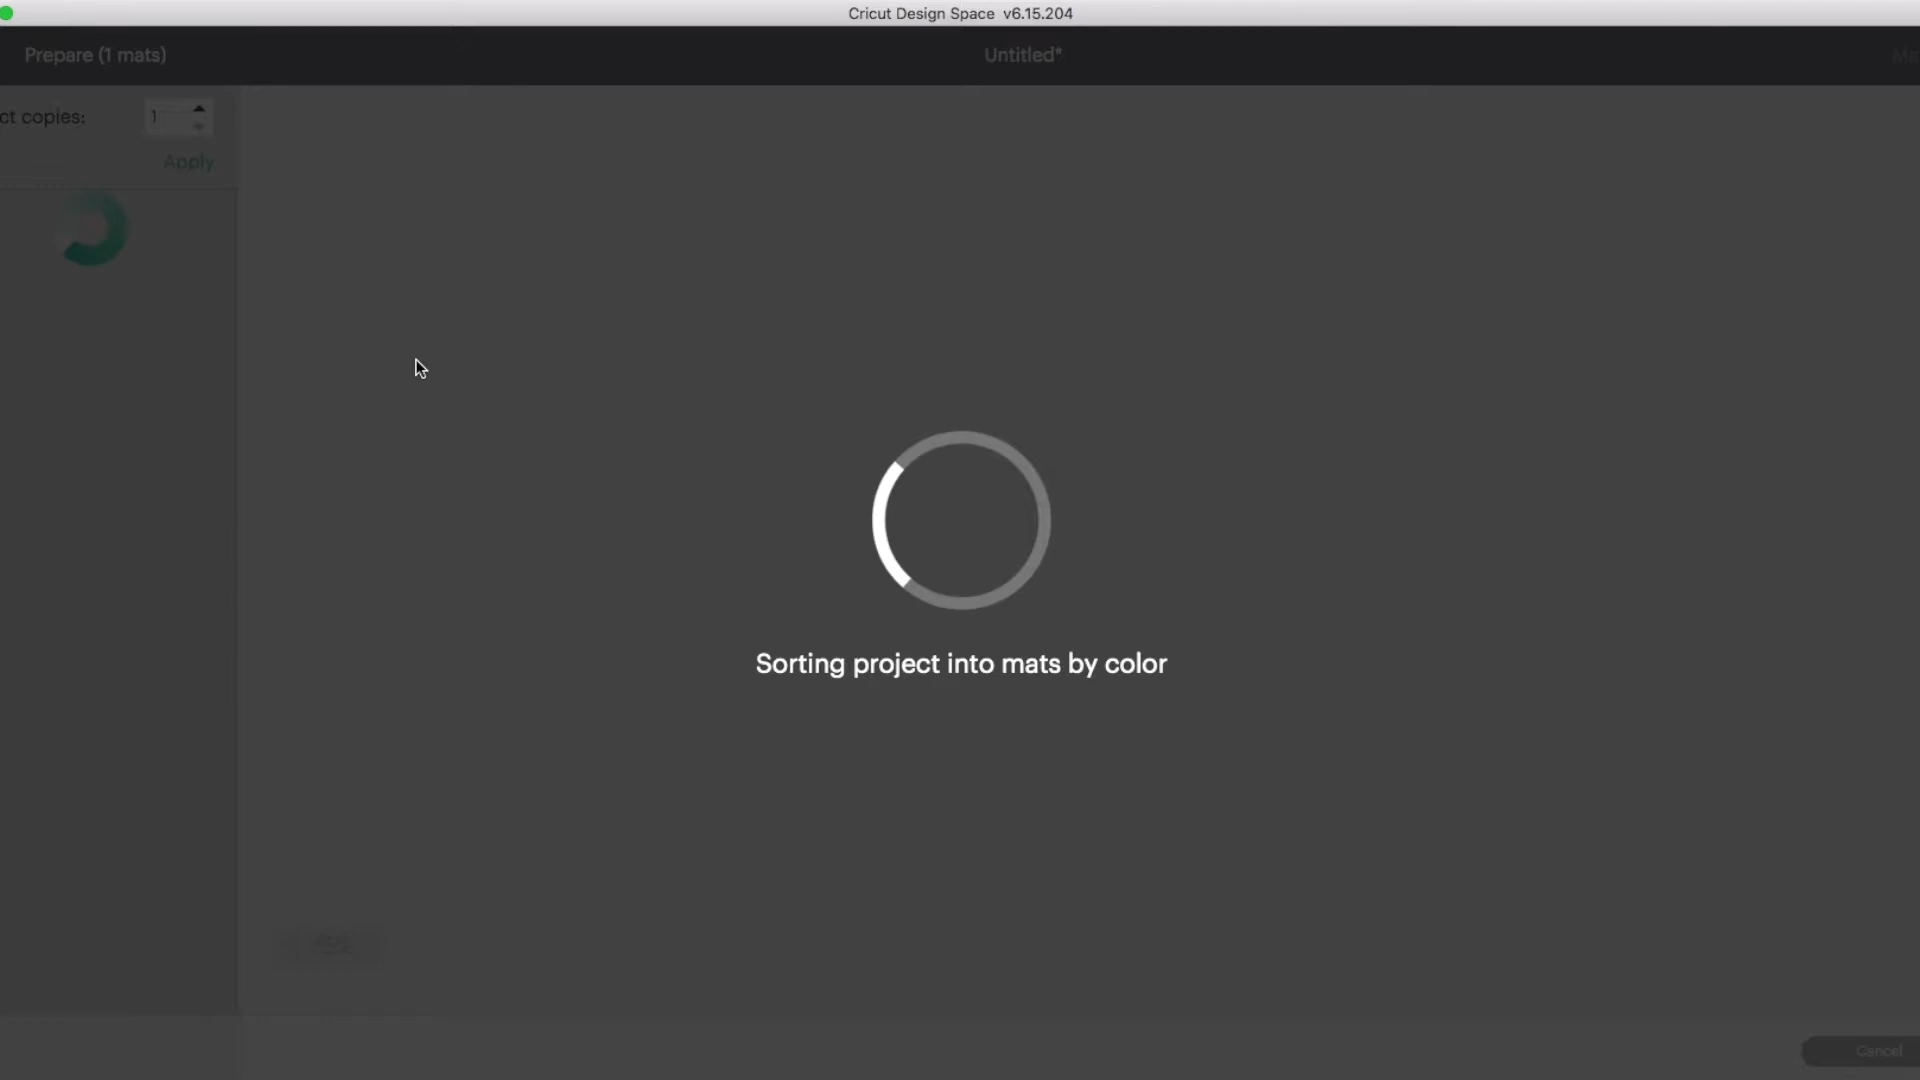 Cricut Design Space v6.15.204
Prepare (1 mats)
Untitled*
ct copies:
1
Apply
Sorting project into mats by color
Cancel